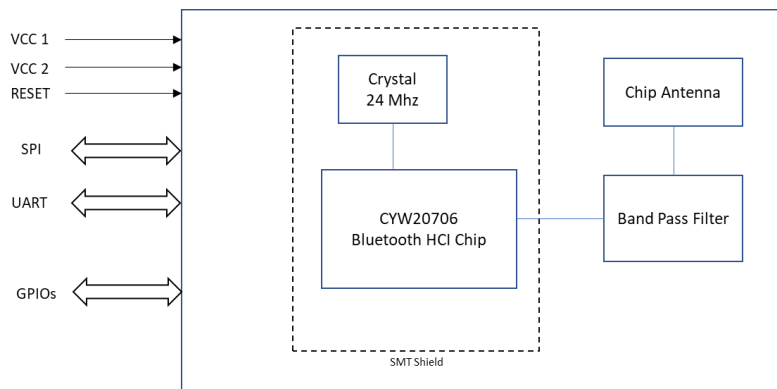 VCC 1
VCC 2
RESET
SPI
UART
GPIOs
Crystal
24 Mhz
CYW20706
Bluetooth HCI Chip
SMT Shield
Chip Antenna
Band Pass Filter